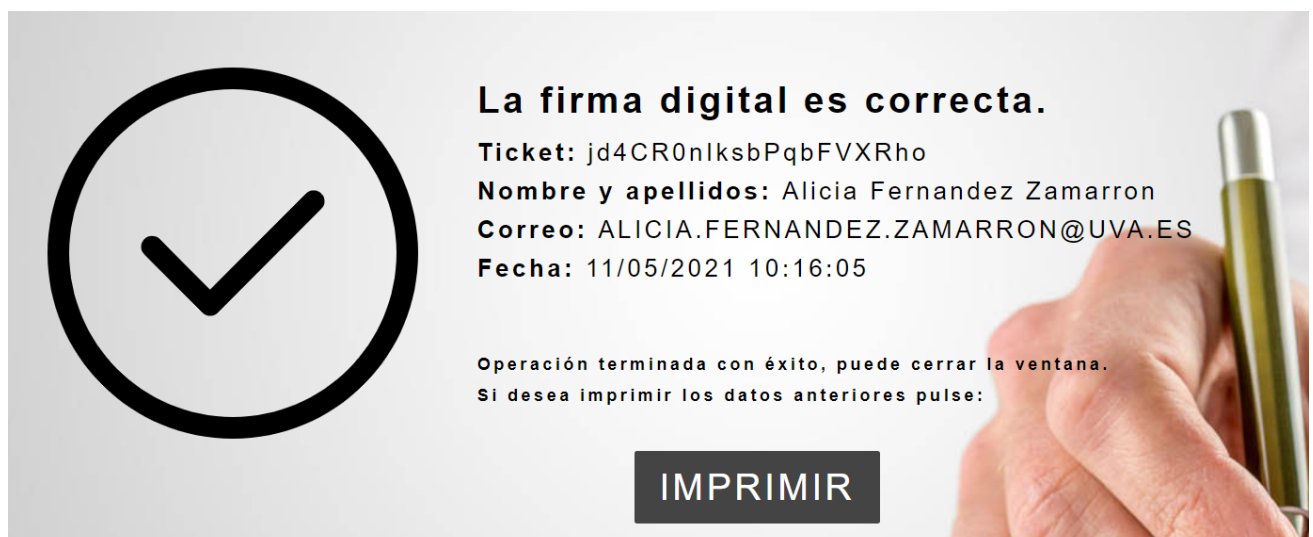 La firma digital es correcta.
Ticket: jd4CR0nIksbPqbFVXRho
Nombre y apellidos: Alicia Fernandez Zamarron
Correo: ALICIA.FERNANDEZ.ZAMARRON@UVA.ES
Fecha: 11/05/2021 10:16:05
Operación terminada con éxito, puede cerrar la ventana.
Si desea imprimir los datos anteriores pulse:
IMPRIMIR